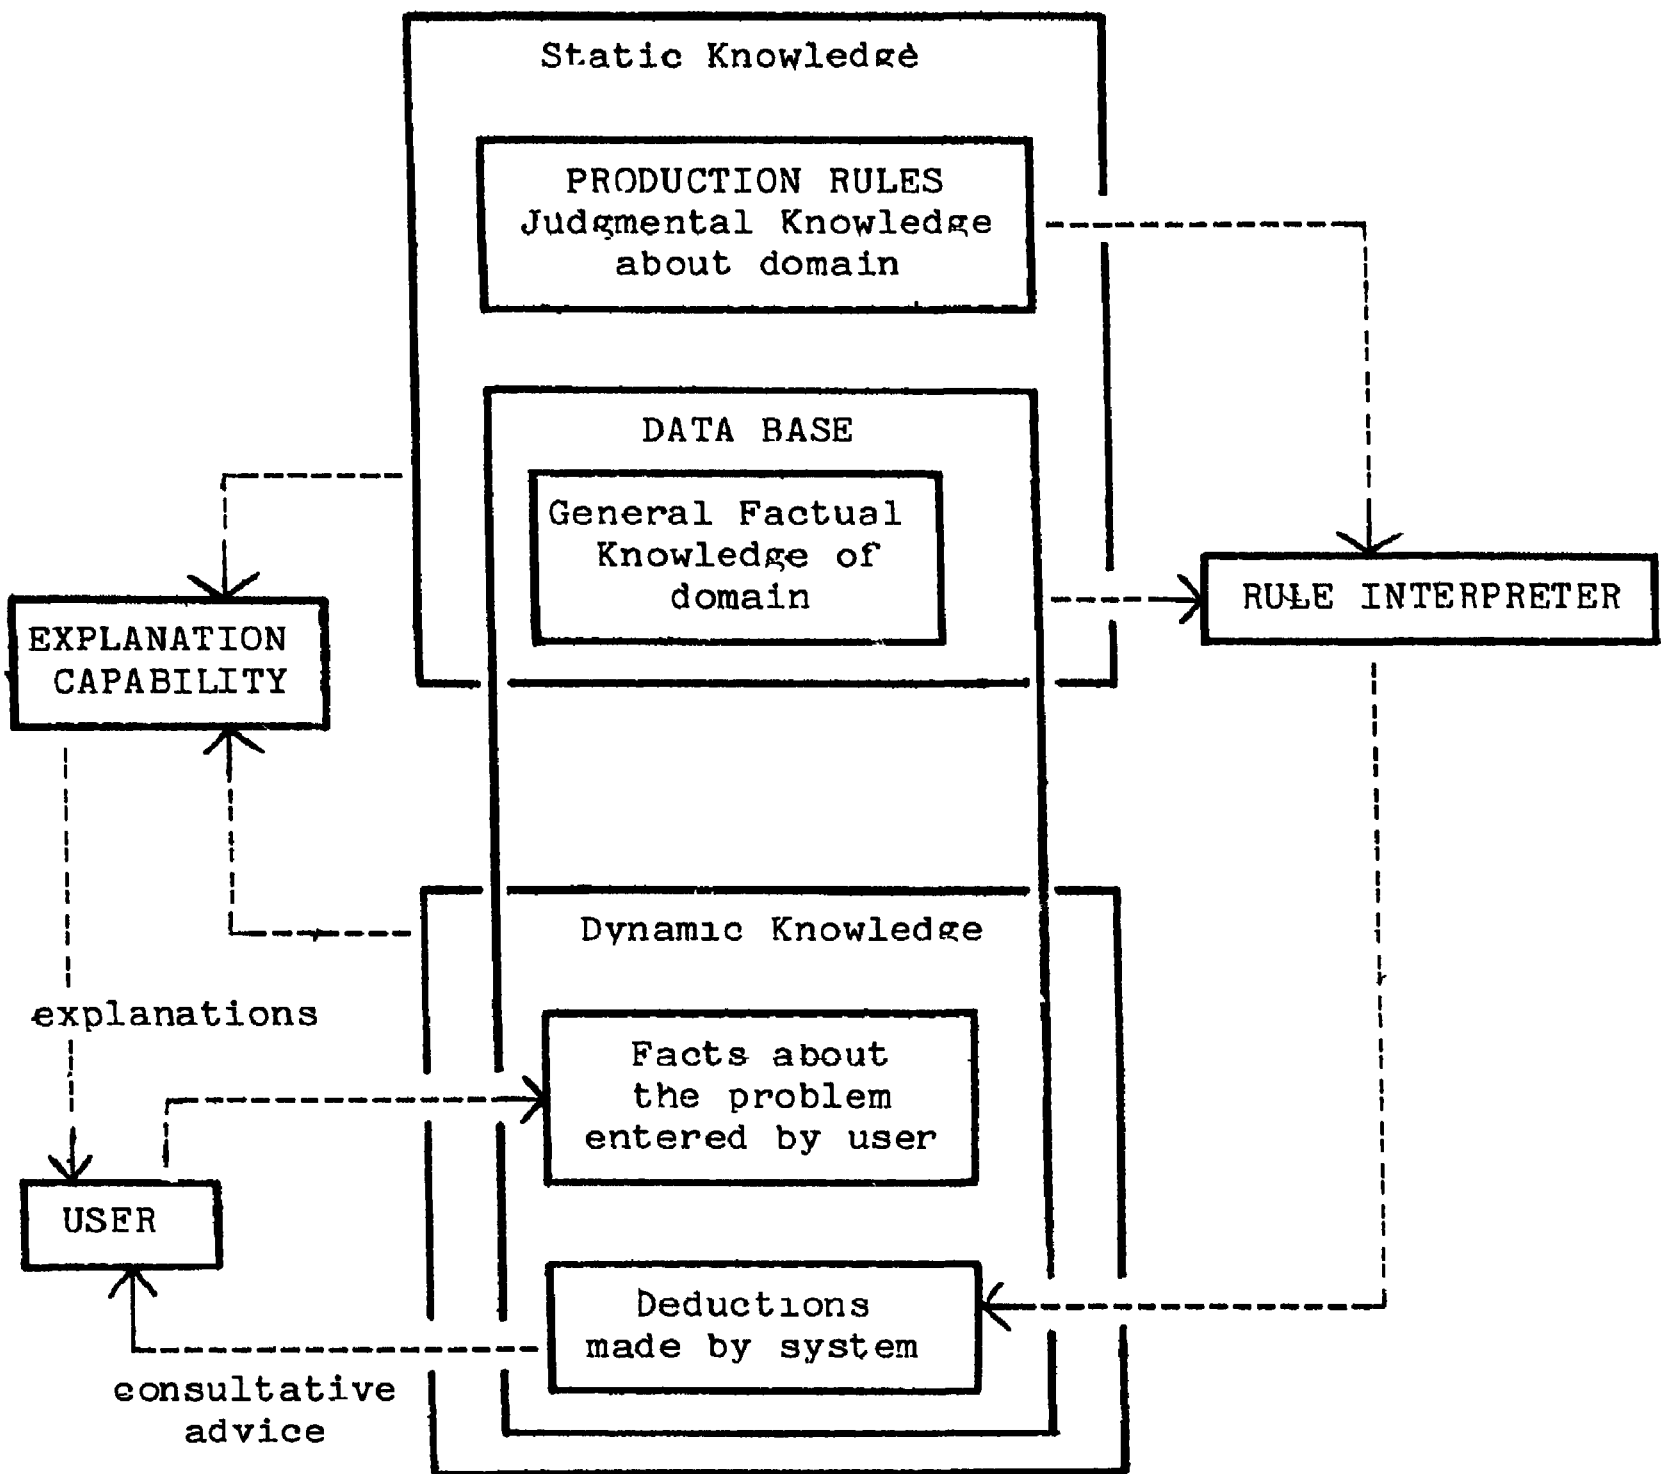 Static Knowledge
PRODUCTION RULES
Judgmental Knowledge
about domain
DATA BASE
General Factual
Knowledge of
domain
RULE INTERPRETER
EXPLANATION
CAPABILITY
Dynamic Knowledge
explanations
Facts about
the problem
entered by user
USER
Deductions
made by system
consultative
advice